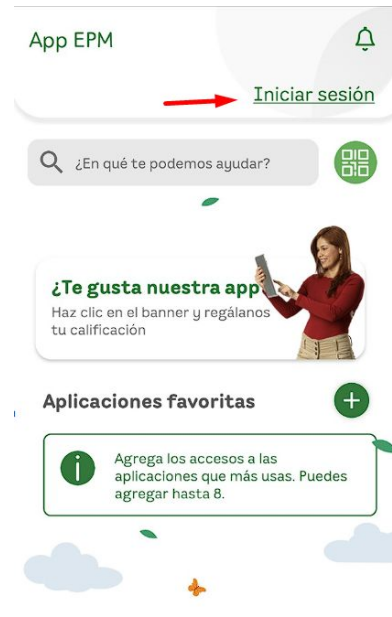 App EPM
Iniciar sesión
¿En qué te podemos ayudar?
¿Te gusta nuestra app
Haz clic en el banner y regálanos
tu calificación
Aplicaciones favoritas
Agrega los accesos a las
aplicaciones que más usas. Puedes
agregar hasta 8.